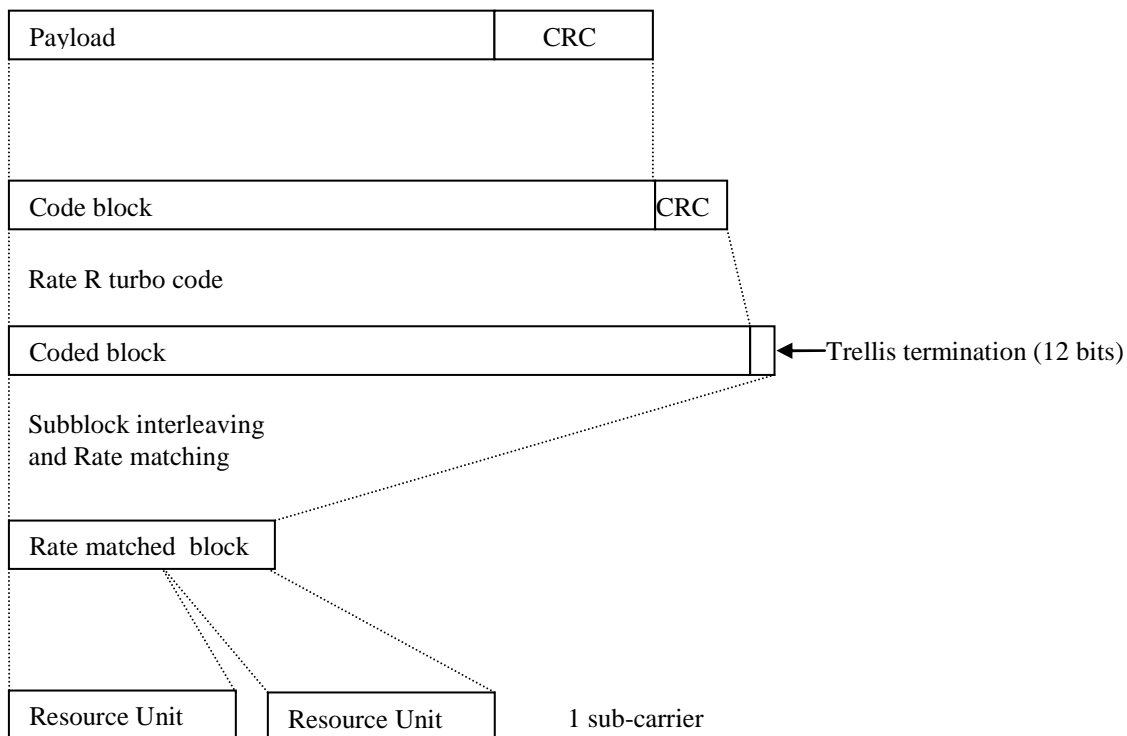 Payload
CRC
Code block
CRC
Rate R turbo code
Coded block
Trellis termination (12 bits)
Subblock interleaving
and Rate matching
Rate matched block
Resource Unit
Resource Unit
1 sub-carrier